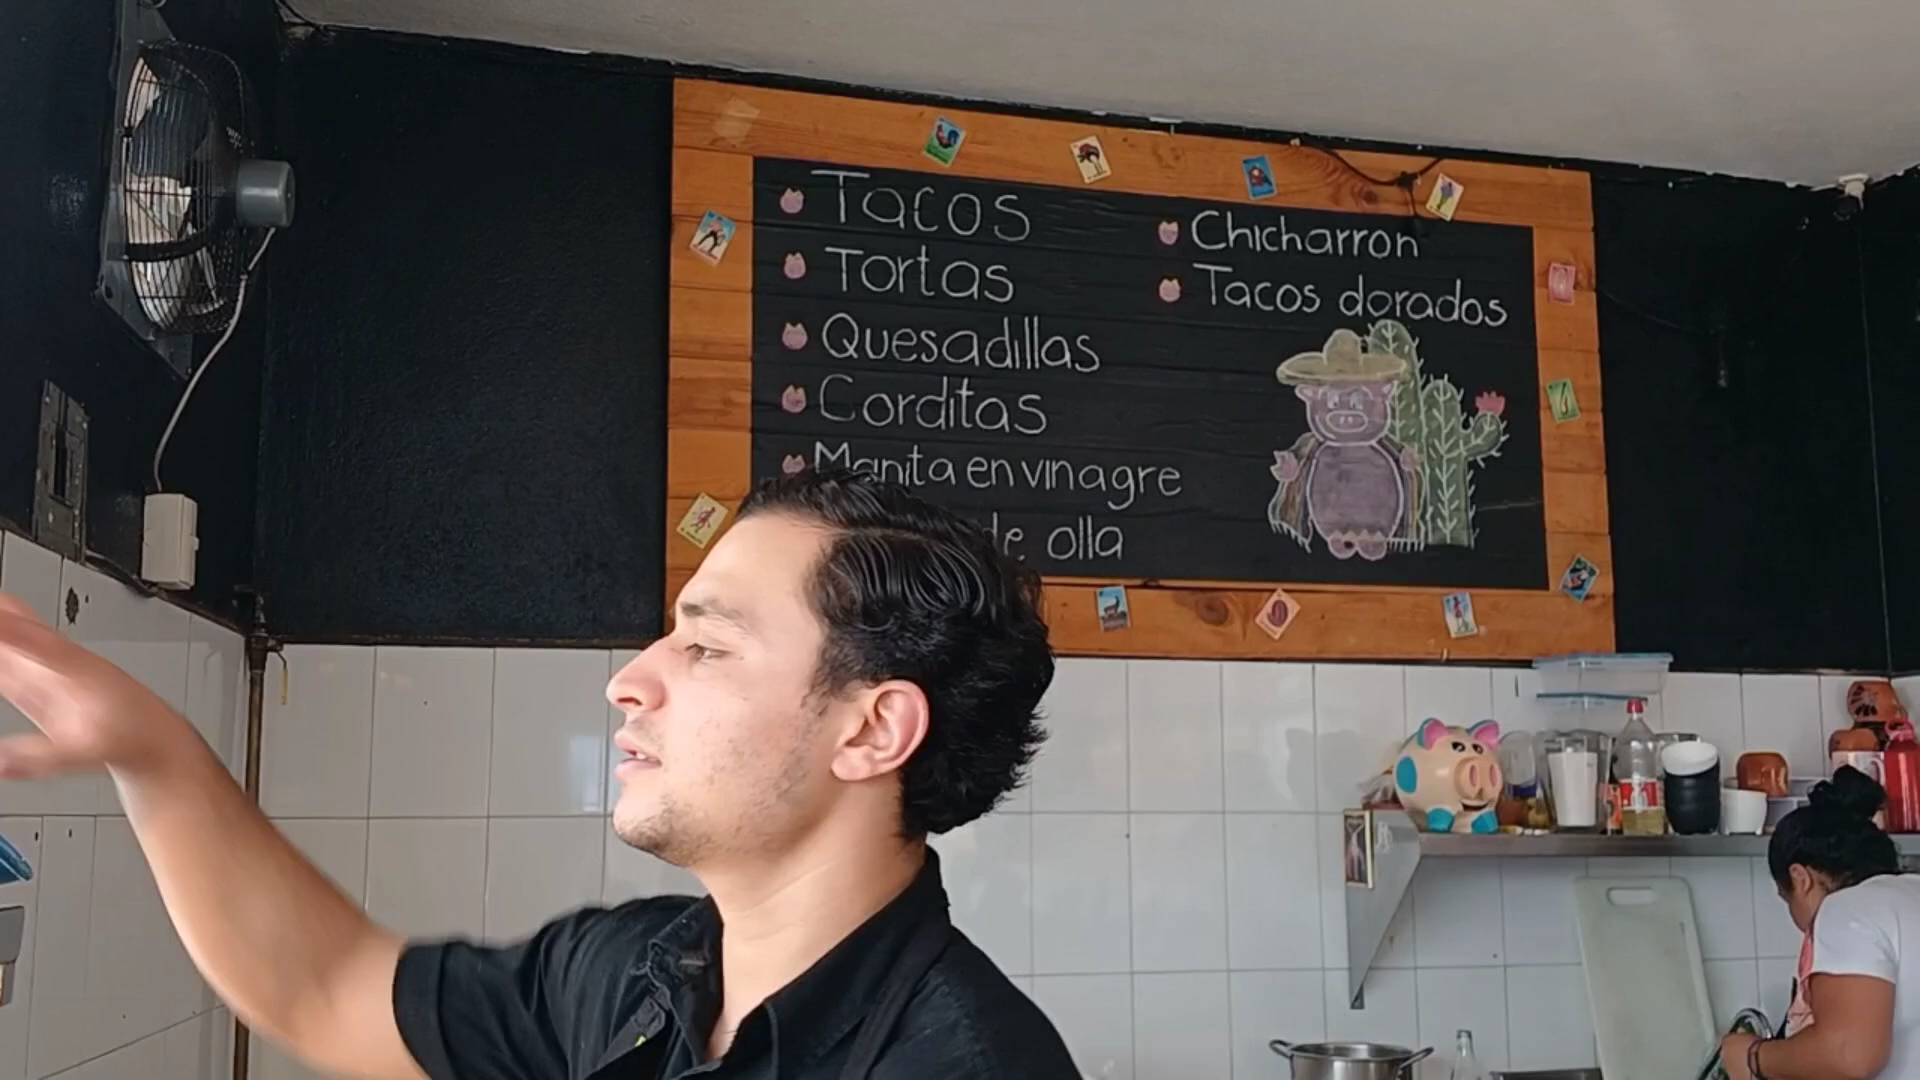 Tacos
Tortas
Quesadillas
Corditas
Manita en vinagre
de olla
Chicharron
Tacos dorados